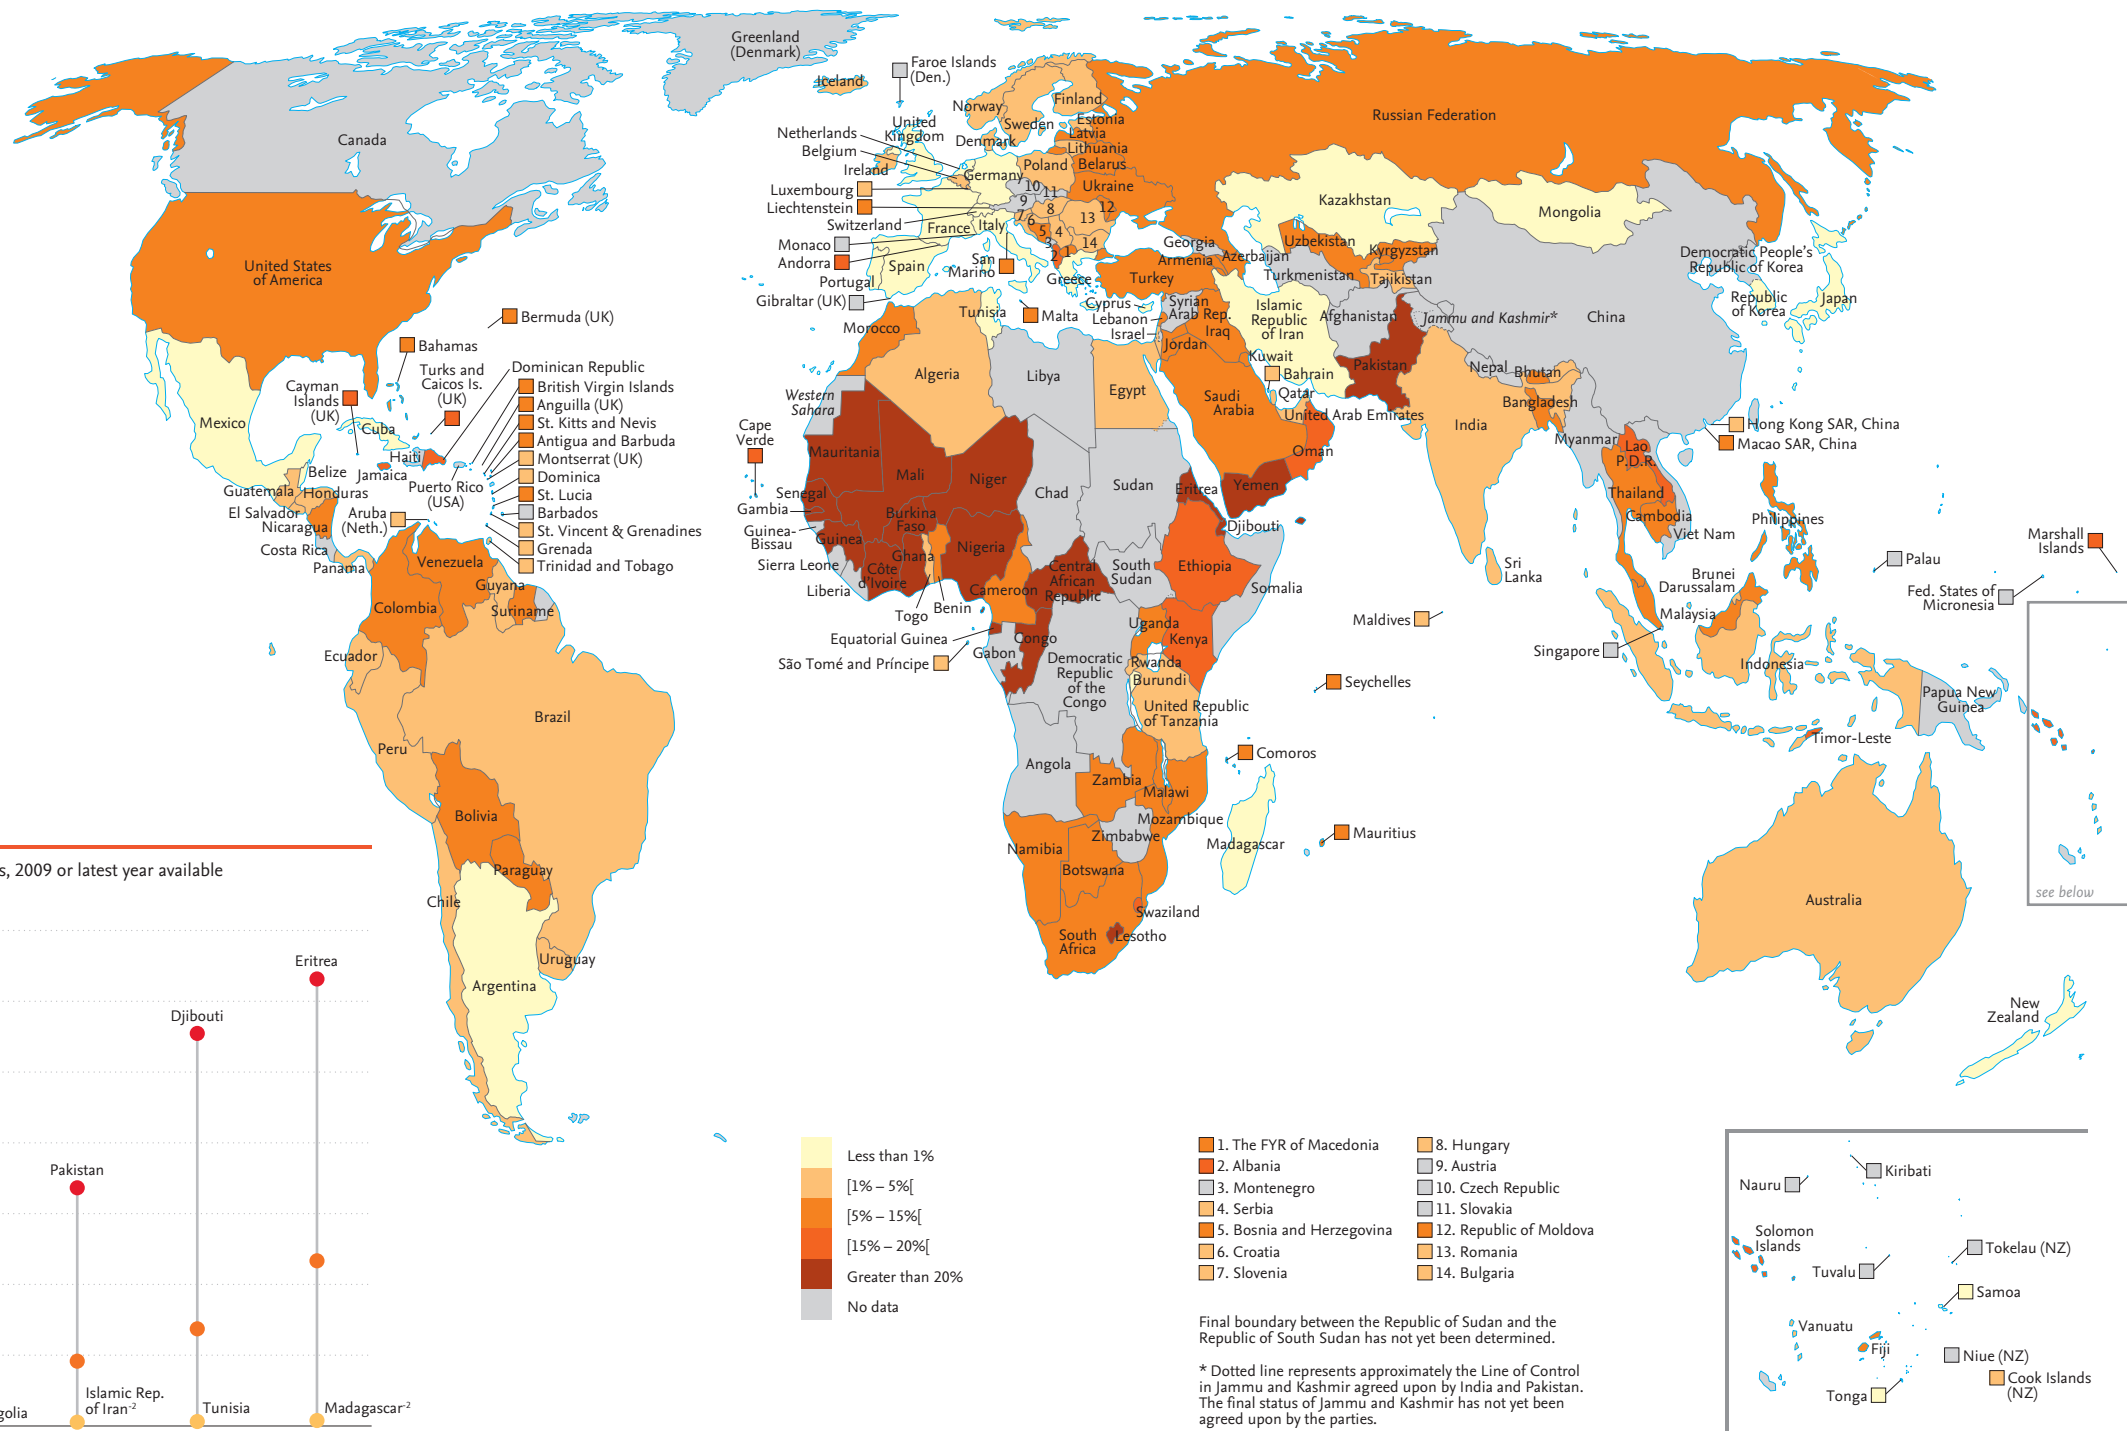 Greenland
(Denmark)
Faroe Islands
(Den.)
Iceland
Norway
Finland
Sweden
Estonia
Latvia
Lithuania
Denmark
United
Kingdom
Netherlands
Belgium
Ireland
Germany
Poland
Belarus
Ukraine
Luxembourg
Liechtenstein
Switzerland
France
Italy
Monaco
Andorra
Portugal
Spain
San
Marino
Greece
Gibraltar (UK)
Malta
10
11
9
8
7
6
13
12
5
4
3
14
2
1
Russian Federation
Canada
United States
of America
Kazakhstan
Mongolia
Georgia
Armenia
Azerbaijan
Uzbekistan
Kyrgyzstan
Turkmenistan
Tajikistan
Turkey
Cyprus
Lebanon
Israel
Syrian
Arab Rep.
Iraq
Jordan
Islamic
Republic
of Iran
Afghanistan
Jammu and Kashmir*
China
Democratic People's
Republic of Korea
Republic
of Korea
Japan
Kuwait
Bahrain
Qatar
Pakistan
Nepal
Bhutan
Bangladesh
Saudi
Arabia
United Arab Emirates
Oman
Yemen
India
Myanmar
Lao
P.D.R.
Hong Kong SAR, China
Macao SAR, China
Thailand
Cambodia
Viet Nam
Philippines
Sri
Lanka
Maldives
Brunei
Darussalam
Malaysia
Singapore
Indonesia
Palau
Fed. States of
Micronesia
Marshall
Islands
Papua New
Guinea
Timor-Leste
Australia
New
Zealand
see below
Bermuda (UK)
Bahamas
Turks and
Caicos Is.
(UK)
Cayman
Islands
(UK)
Dominican Republic
British Virgin Islands
Anguilla (UK)
St. Kitts and Nevis
Antigua and Barbuda
Montserrat (UK)
Dominica
St. Lucia
Barbados
St. Vincent & Grenadines
Grenada
Trinidad and Tobago
Mexico
Cuba
Haiti
Jamaica
Puerto Rico
(USA)
Belize
Guatemala
Honduras
El Salvador
Nicaragua
Aruba
(Neth.)
Costa Rica
Panama
Venezuela
Guyana
Suriname
Colombia
Ecuador
Brazil
Peru
Bolivia
Paraguay
Chile
Uruguay
Argentina
Morocco
Tunisia
Algeria
Libya
Egypt
Western
Sahara
Cape
Verde
Mauritania
Mali
Niger
Chad
Sudan
Eritrea
Djibouti
Senegal
Gambia
Guinea-
Bissau
Guinea
Burkina
Faso
Sierra Leone
Liberia
Côte
d'Ivoire
Ghana
Togo
Benin
Nigeria
Cameroon
Central
African
Republic
South
Sudan
Ethiopia
Somalia
Equatorial Guinea
São Tomé and Príncipe
Gabon
Congo
Democratic
Republic
of the
Congo
Uganda
Kenya
Rwanda
Burundi
United Republic
of Tanzania
Seychelles
Comoros
Angola
Zambia
Malawi
Mozambique
Zimbabwe
Madagascar
Mauritius
Namibia
Botswana
Swaziland
South
Africa
Lesotho
s, 2009 or latest year available
Eritrea
Djibouti
Pakistan
golia
Islamic Rep.
of Iran-2
Tunisia
Madagascar-2
Less than 1%
[1% – 5%[
[5% – 15%[
[15% – 20%[
Greater than 20%
No data
1. The FYR of Macedonia
2. Albania
3. Montenegro
4. Serbia
5. Bosnia and Herzegovina
6. Croatia
7. Slovenia
8. Hungary
9. Austria
10. Czech Republic
11. Slovakia
12. Republic of Moldova
13. Romania
14. Bulgaria
Final boundary between the Republic of Sudan and the
Republic of South Sudan has not yet been determined.
* Dotted line represents approximately the Line of Control
in Jammu and Kashmir agreed upon by India and Pakistan.
The final status of Jammu and Kashmir has not yet been
agreed upon by the parties.
Kiribati
Nauru
Solomon
Islands
Tokelau (NZ)
Tuvalu
Samoa
Vanuatu
Fiji
Niue (NZ)
Cook Islands
(NZ)
Tonga